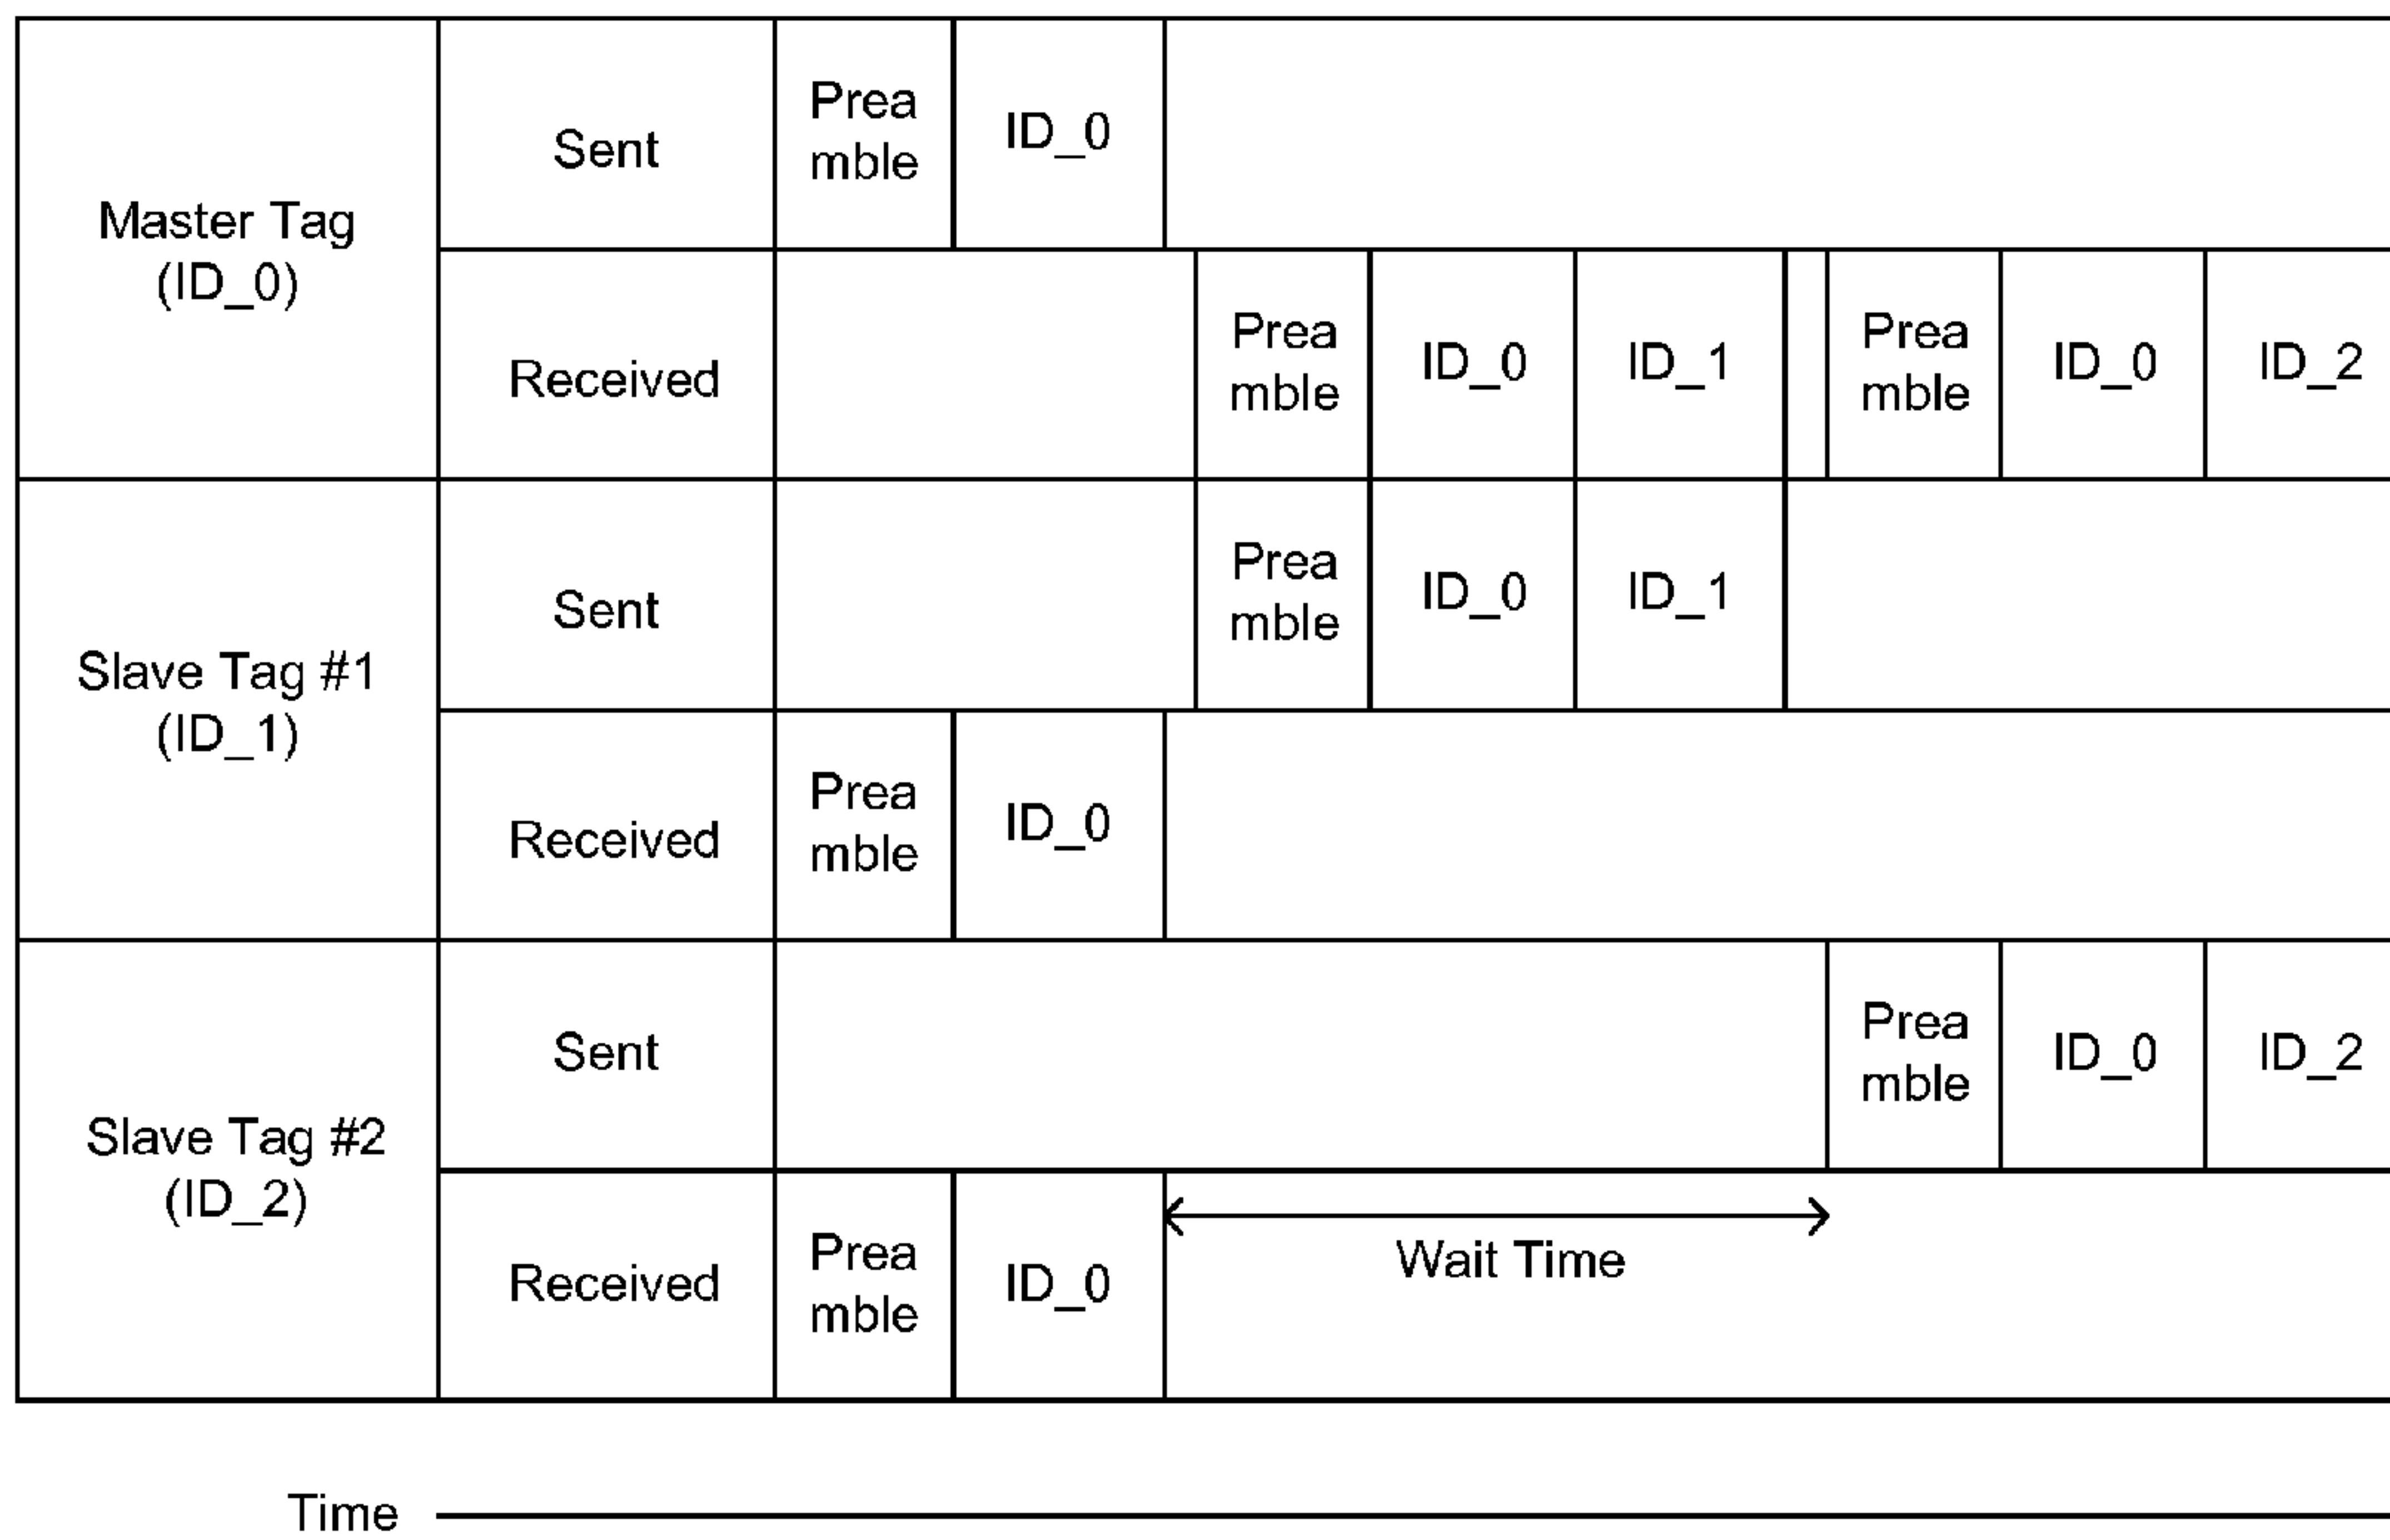 Master Tag
(ID_0)
Sent
Prea
mble
ID_0
Received
Prea
mble
ID_0
ID_1
Prea
mble
ID_0
ID_2
Slave Tag #1
(ID_1)
Sent
Prea
mble
ID_0
ID_1
Received
Prea
mble
ID_0
Slave Tag #2
(ID_2)
Sent
Prea
mble
ID_0
ID_2
Received
Prea
mble
ID_0
Wait Time
Time